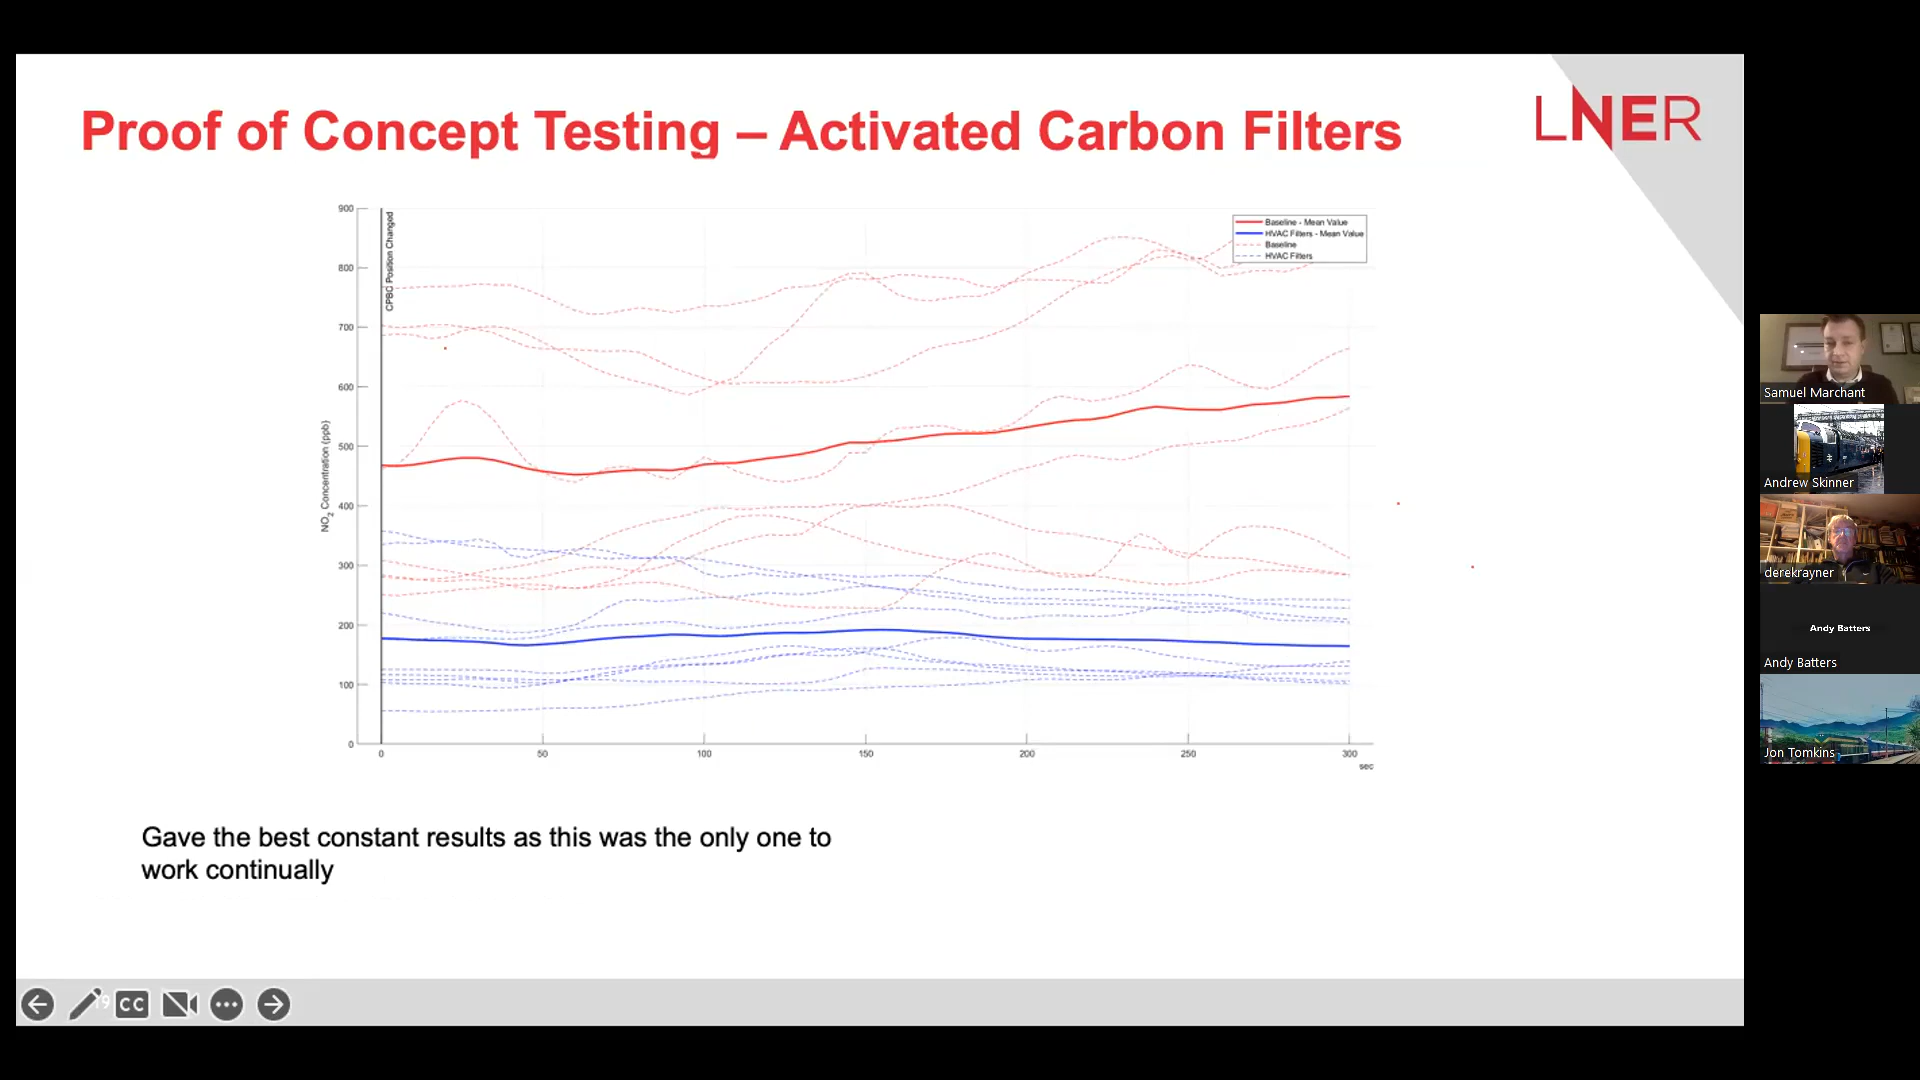 Proof of Concept Testing – Activated Carbon Filters
LNER
900
800
700
600
500
400
300
200
100
0
NO2 Concentration (ppb)
CPBC Position Changed
Baseline - Mean Value
HVAC Filters - Mean Value
Baseline
HVAC Filters
0 50 100 150 200 250 300
sec
Gave the best constant results as this was the only one to
work continually
CC
Samuel Marchant
Andrew Skinner
derekrayner
Andy Batters
Andy Batters
Jon Tomkins